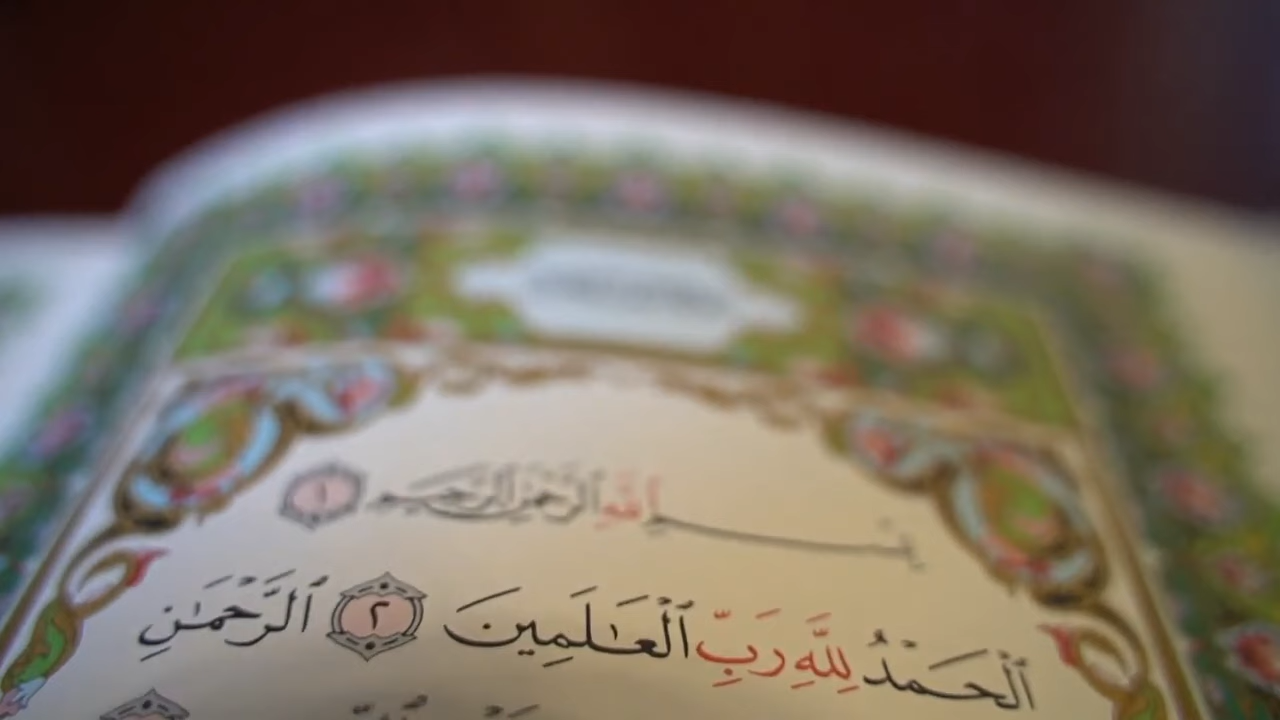 بِسْمِ ٱللَّهِ ٱلرَّحْمَٰنِ ٱلرَّحِيمِ ١
ٱلْحَمْدُ لِلَّهِ رَبِّ ٱلْعَٰلَمِينَ ٢ ٱلرَّحْمَٰنِ